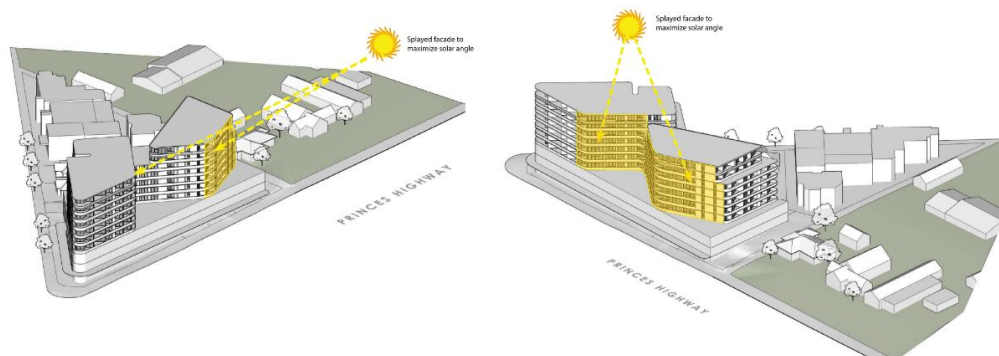 Splayed facade to
maximize solar angle
PRINCES HIGHWAY
Splayed facade to
maximize solar angle
PRINCES HIGHWAY